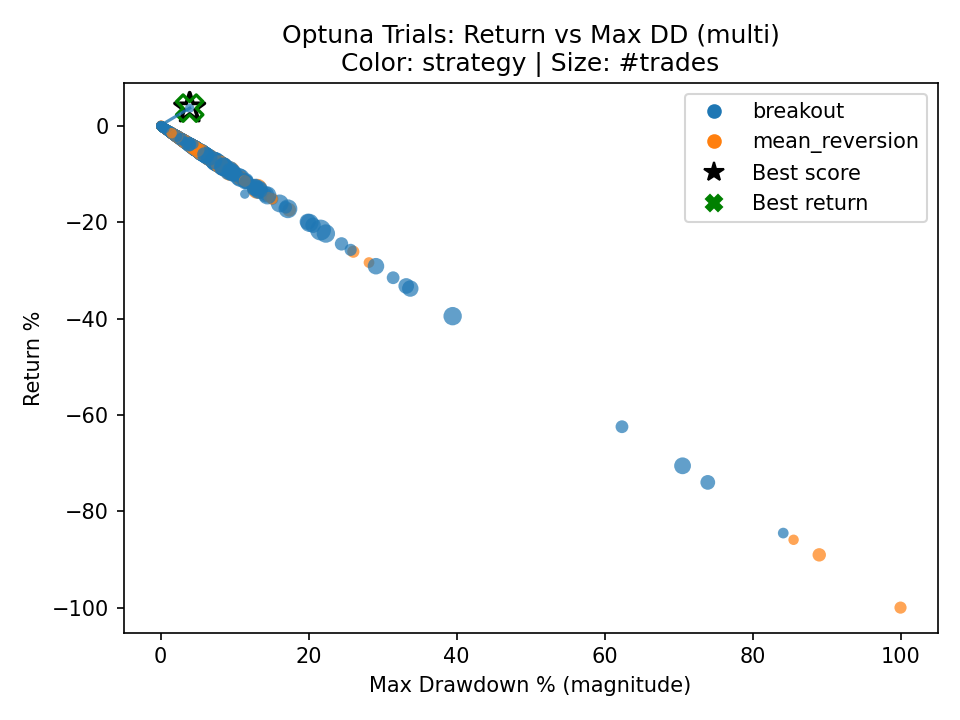 Optuna Trials: Return vs Max DD (multi)
Color: strategy | Size: #trades
breakout
mean_reversion
Best score
Best return
Return %
0
−20
−40
−60
−80
−100
0
20
40
60
80
100
Max Drawdown % (magnitude)